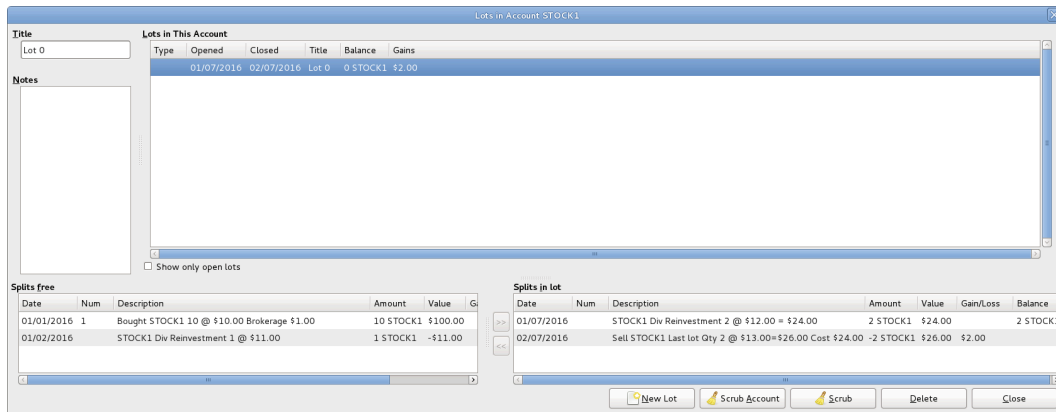 Lots in Account STOCK1
Title
Lot 0
Notes
Lots in This Account
Type Opened Closed Title Balance Gains
01/07/2016 02/07/2016 Lot 0 0 STOCK1 $2.00
Show only open lots
Splits free
Date Num Description Amount Value Ga
01/01/2016 1 Bought STOCK1 10 @ $10.00 Brokerage $1.00 10 STOCK1 $100.00
01/02/2016 STOCK1 Div Reinvestment 1 @ $11.00 1 STOCK1 -$11.00
>>
<<
Splits in lot
Date Num Description Amount Value Gain/Loss Balance
01/07/2016 STOCK1 Div Reinvestment 2 @ $12.00 = $24.00 2 STOCK1 $24.00 2 STOCK1
02/07/2016 Sell STOCK1 Last lot Qty 2 @ $13.00=$26.00 Cost $24.00 -2 STOCK1 $26.00 $2.00
New Lot Scrub Account Scrub Delete Close